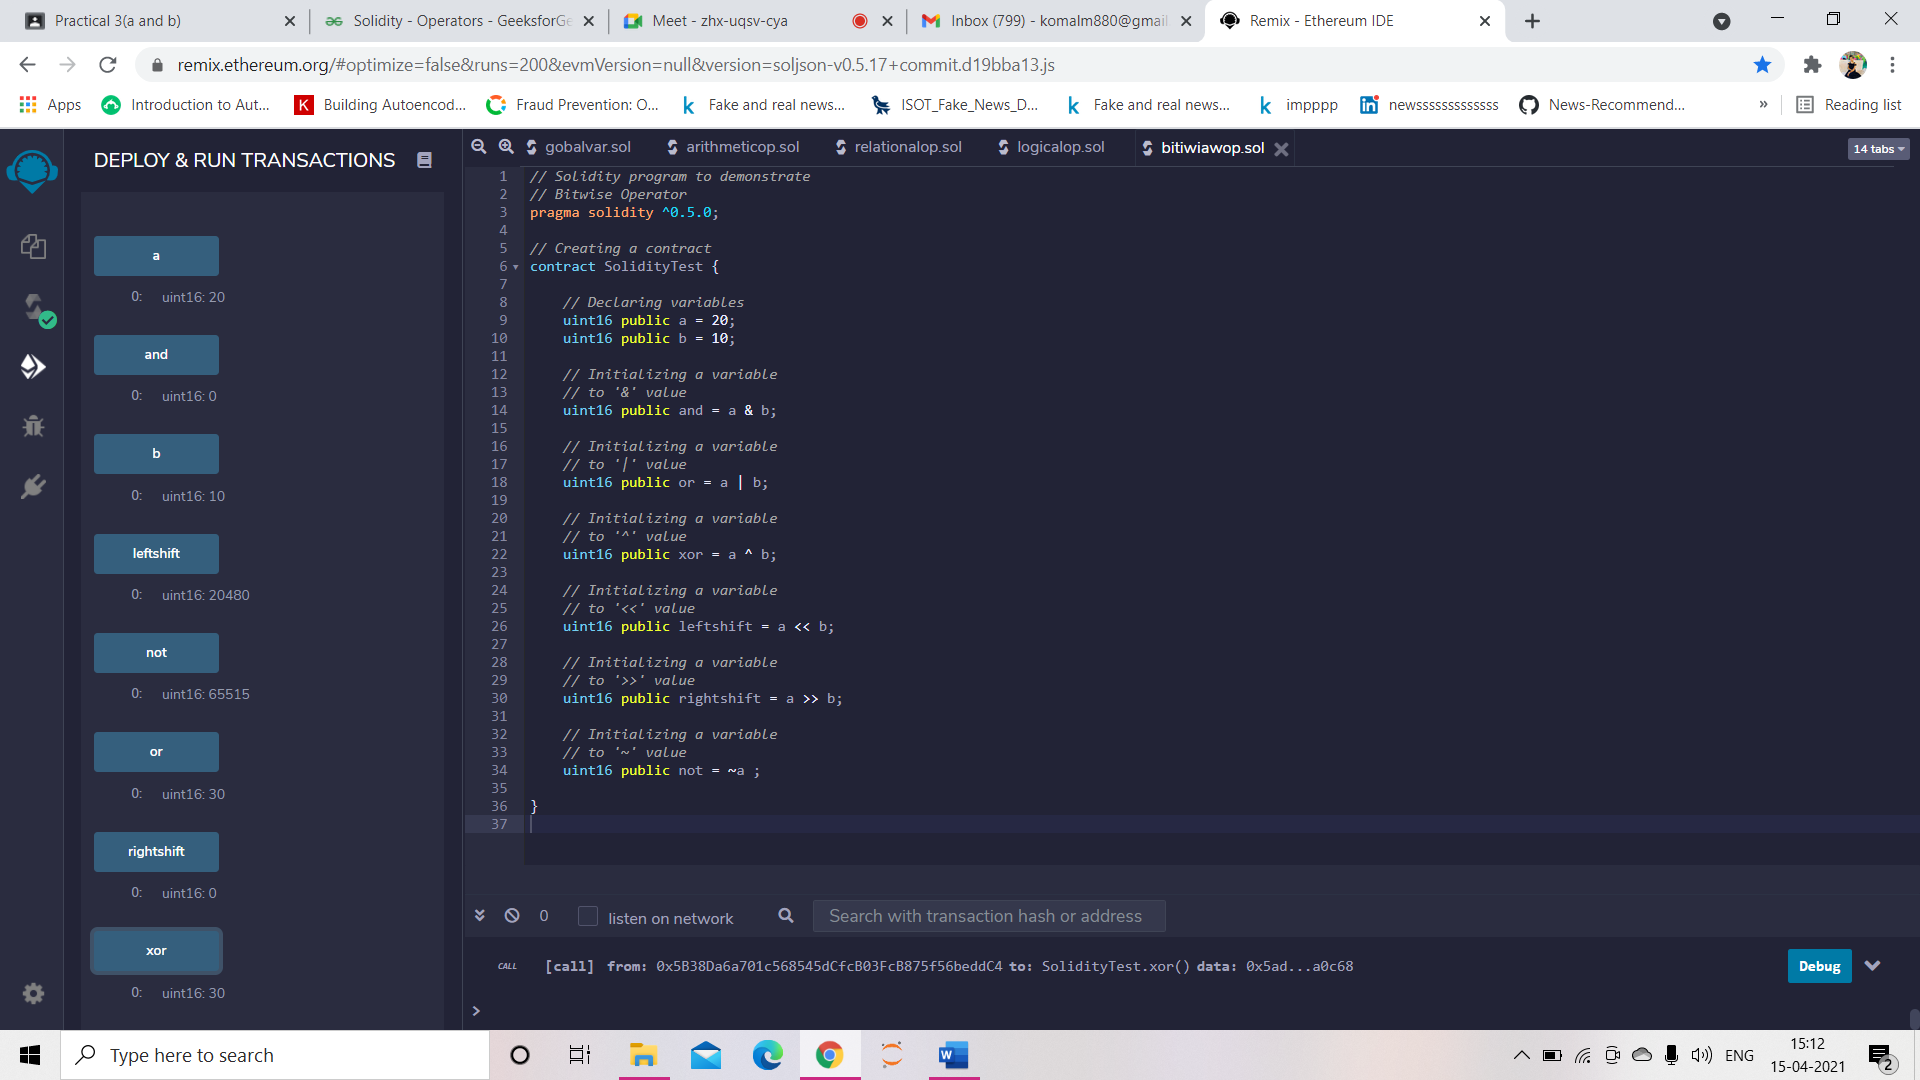 Practical 3(a and b)
Solidity - Operators - GeeksforGe
Meet - zhx-uqsv-cya
Inbox (799) - komalm880@gmail
Remix - Ethereum IDE
remix.ethereum.org/#optimize=false&runs=200&evmVersion=null&version=soljson-v0.5.17+commit.d19bba13.js
Apps
Introduction to Aut...
Building Autoencod...
Fraud Prevention: O...
Fake and real news...
ISOT_Fake_News_D...
Fake and real news...
impppp
newsssssssssssss
News-Recommend...
»
Reading list
DEPLOY & RUN TRANSACTIONS
a
0: uint16: 20
and
0: uint16: 0
b
0: uint16: 10
leftshift
0: uint16: 20480
not
0: uint16: 65515
or
0: uint16: 30
rightshift
0: uint16: 0
xor
0: uint16: 30
gobalvar.sol
arithmeticop.sol
relationalop.sol
logicalop.sol
bitiwiawop.sol
14 tabs
1 // Solidity program to demonstrate
2 // Bitwise Operator
3 pragma solidity ^0.5.0;
4
5 // Creating a contract
6 contract SolidityTest {
7
8 // Declaring variables
9 uint16 public a = 20;
10 uint16 public b = 10;
11
12 // Initializing a variable
13 // to '&' value
14 uint16 public and = a & b;
15
16 // Initializing a variable
17 // to '|' value
18 uint16 public or = a | b;
19
20 // Initializing a variable
21 // to '^' value
22 uint16 public xor = a ^ b;
23
24 // Initializing a variable
25 // to '<<' value
26 uint16 public leftshift = a << b;
27
28 // Initializing a variable
29 // to '>>' value
30 uint16 public rightshift = a >> b;
31
32 // Initializing a variable
33 // to '~' value
34 uint16 public not = ~a ;
35
36 }
37
0
listen on network
Search with transaction hash or address
CALL
[call] from: 0x5B38Da6a701c568545dCfcB03FcB875f56beddC4 to: SolidityTest.xor() data: 0x5ad...a0c68
Debug
>
Type here to search
ENG
15:12
15-04-2021
2